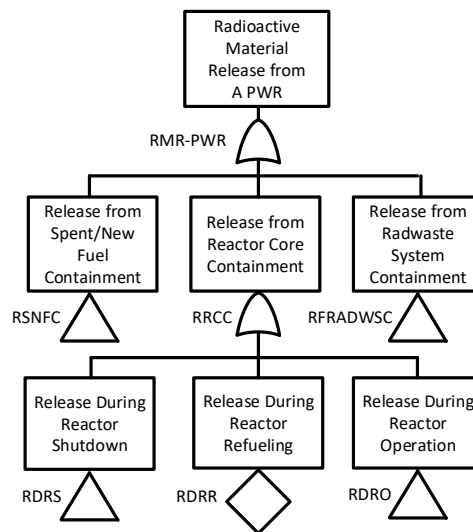 Radioactive
Material
Release from
A PWR
RMR-PWR
Release from
Spent/New
Fuel
Containment
Release from
Reactor Core
Containment
Release from
Radwaste
System
Containment
RSNFC
RRCC
RFRADWSC
Release During
Reactor
Shutdown
Release During
Reactor
Refueling
Release During
Reactor
Operation
RDRS
RDRR
RDRO